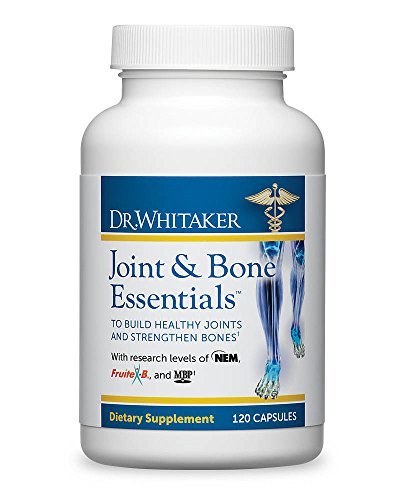 DR.WHITAKER
Joint & Bone
Essentials™
TO BUILD HEALTHY JOINTS
AND STRENGTHEN BONES†
With research levels of NEM,
FruiteX-B, and MBP†
Dietary Supplement 120 CAPSULES